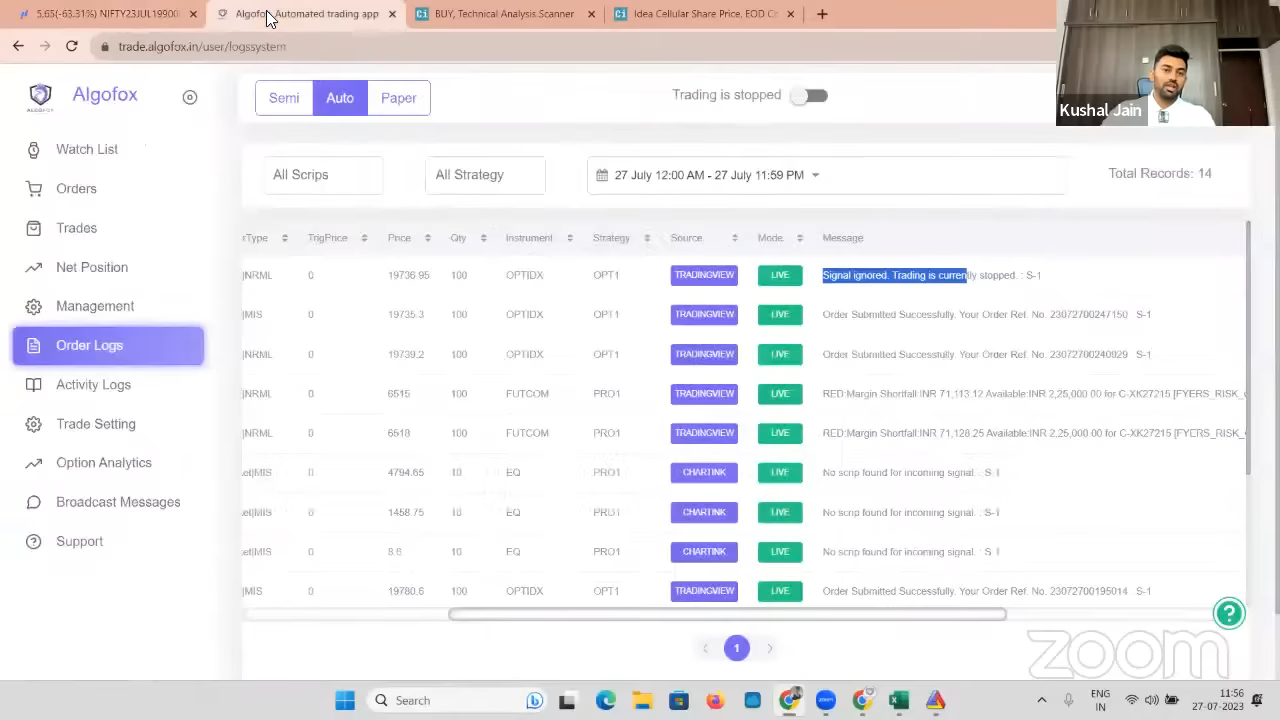 5,65(-63.31%) NIFTY23JUL19900
Algofox Automated trading app
Ci BUY, Technical Analysis Scanner
Ci Idea Cellular Share Price, EOD C
trade.algofox.in/user/logssystem
Algofox
ALGOFOX
Semi Auto Paper
Trading is stopped
Kushal Jain
Watch List
Orders
Trades
Net Position
Management
Order Logs
Activity Logs
Trade Setting
Option Analytics
Broadcast Messages
Support
All Scrips All Strategy 27 July 12:00 AM - 27 July 11:59 PM Total Records: 14
rType TrigPrice Price Qty Instrument Strategy Source Mode Message
|NRML 0 19736.95 100 OPTIDX OPT1 TRADINGVIEW LIVE Signal ignored. Trading is currently stopped. : S-1
|MIS 0 19735.3 100 OPTIDX OPT1 TRADINGVIEW LIVE Order Submitted Successfully. Your Order Ref. No. 23072700247150 S-1
|NRML 0 19739.2 100 OPTIDX OPT1 TRADINGVIEW LIVE Order Submitted Successfully. Your Order Ref. No. 23072700240929 S-1
|NRML 0 6515 100 FUTCOM PRO1 TRADINGVIEW LIVE RED:Margin Shortfall:INR 71,113.12 Available:INR 2,25,000.00 for C-XK27215 [FYERS_RISK_
|NRML 0 6518 100 FUTCOM PRO1 TRADINGVIEW LIVE RED:Margin Shortfall:INR 71,128.25 Available:INR 2,25,000.00 for C-XK27215 [FYERS_RISK_
et|MIS 0 4794.65 10 EQ PRO1 CHARTINK LIVE No scrip found for incoming signal. : S-1
et|MIS 0 1458.75 10 EQ PRO1 CHARTINK LIVE No scrip found for incoming signal. : S-1
et|MIS 0 8.6 10 EQ PRO1 CHARTINK LIVE No scrip found for incoming signal. : S-1
|MIS 0 19780.6 100 OPTIDX OPT1 TRADINGVIEW LIVE Order Submitted Successfully. Your Order Ref. No. 23072700195014 S-1
1
?
zoom
Search
ENG
IN
11:56
27-07-2023